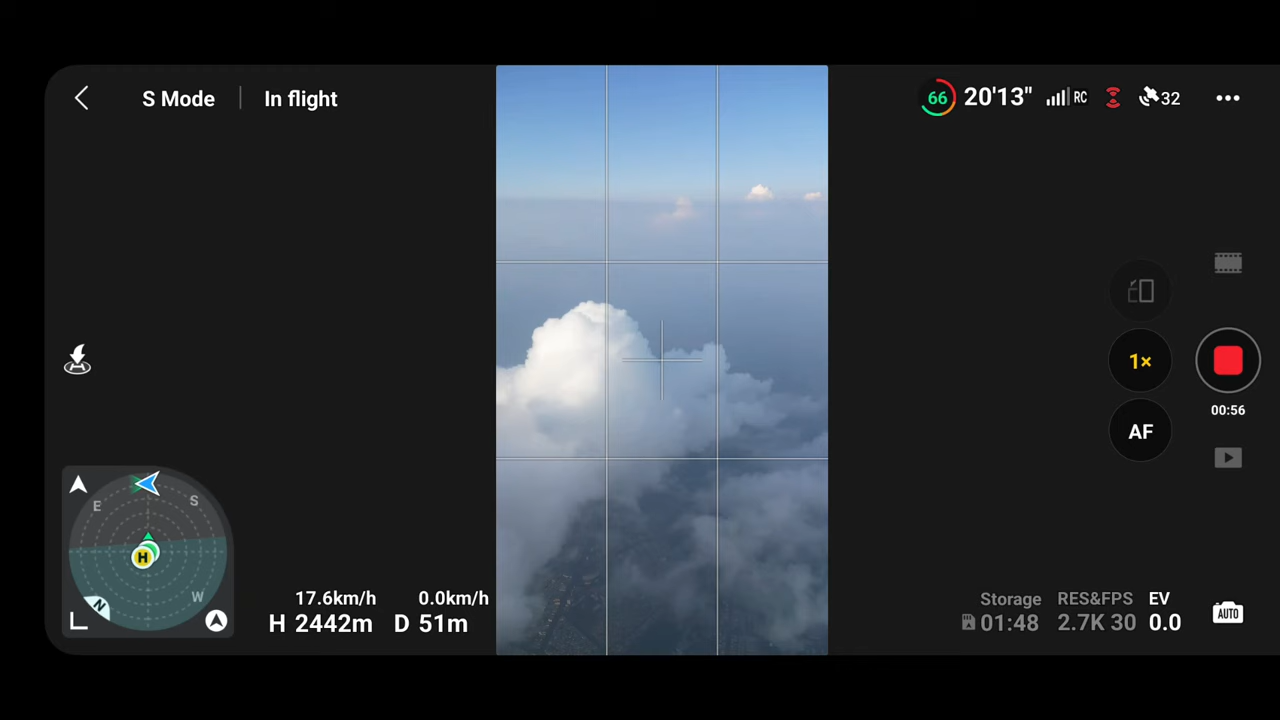 S Mode | In flight
66 20'13" RC 32
1×
00:56
AF
E S
H
N W
17.6km/h 0.0km/h
H 2442m D 51m
Storage RES&FPS EV
01:48 2.7K 30 0.0
AUTO